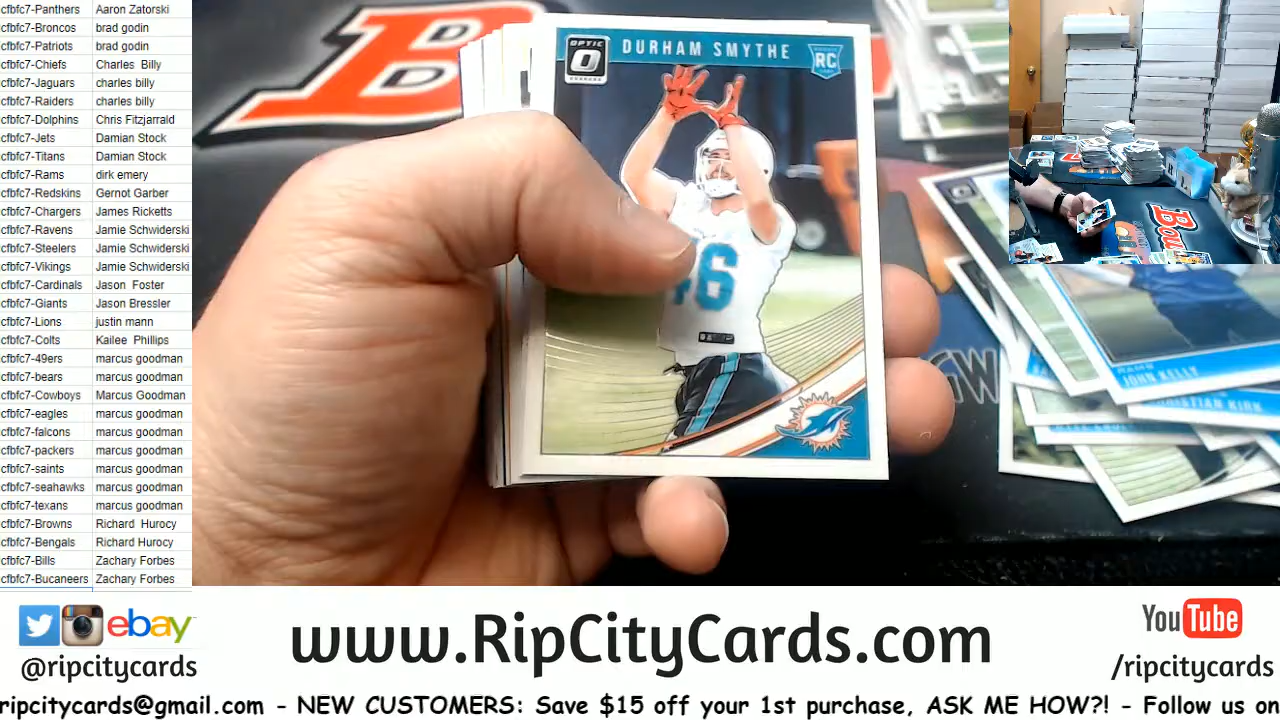 cfbfc7-Panthers Aaron Zatorski
cfbfc7-Broncos brad godin
cfbfc7-Patriots brad godin
cfbfc7-Chiefs Charles Billy
cfbfc7-Jaguars charles billy
cfbfc7-Raiders charles billy
cfbfc7-Dolphins Chris Fitzjarrald
cfbfc7-Jets Damian Stock
cfbfc7-Titans Damian Stock
cfbfc7-Rams dirk emery
cfbfc7-Redskins Gernot Garber
cfbfc7-Chargers James Ricketts
cfbfc7-Ravens Jamie Schwiderski
cfbfc7-Steelers Jamie Schwiderski
cfbfc7-Vikings Jamie Schwiderski
cfbfc7-Cardinals Jason Foster
cfbfc7-Giants Jason Bressler
cfbfc7-Lions justin mann
cfbfc7-Colts Kailee Phillips
cfbfc7-49ers marcus goodman
cfbfc7-bears marcus goodman
cfbfc7-Cowboys Marcus Goodman
cfbfc7-eagles marcus goodman
cfbfc7-falcons marcus goodman
cfbfc7-packers marcus goodman
cfbfc7-saints marcus goodman
cfbfc7-seahawks marcus goodman
cfbfc7-texans marcus goodman
cfbfc7-Browns Richard Hurocy
cfbfc7-Bengals Richard Hurocy
cfbfc7-Bills Zachary Forbes
cfbfc7-Bucaneers Zachary Forbes
OPTIC
DURHAM SMYTHE
RC
46
JOHN KELLY
CHRISTIAN KIRK
ebay
@ripcitycards
www.RipCityCards.com
YouTube
/ripcitycards
ripcitycards@gmail.com - NEW CUSTOMERS: Save $15 off your 1st purchase, ASK ME HOW?! - Follow us on